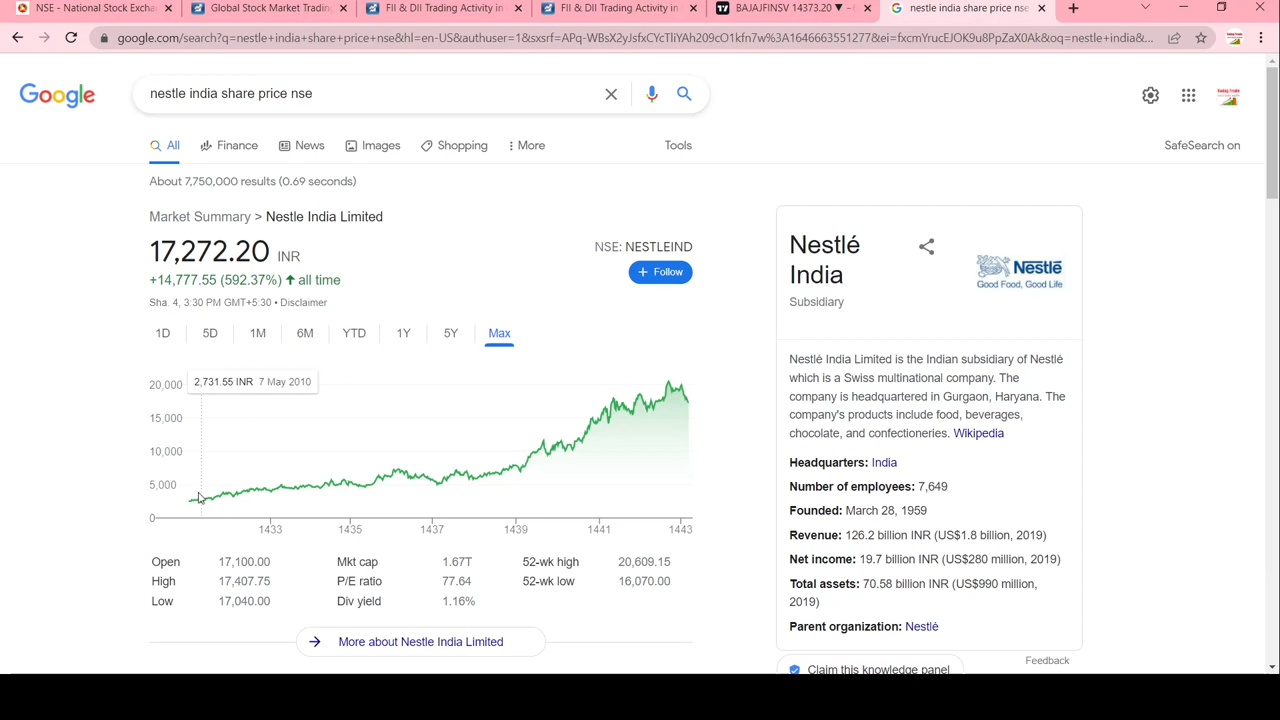 NSE - National Stock Excha
Global Stock Market Tradin
FII & DII Trading Activity in
FII & DII Trading Activity in
BAJAJFINSV 14373.20 ▼ −
nestle india share price nse
google.com/search?q=nestle+india+share+price+nse&hl=en-US&authuser=1&sxsrf=APq-WBsX2yJsfxCYcTliYAh209cO1kfn7w%3A1646663551277&ei=fxcmYrucEJOK9u8PpZaX0Ak&oq=nestle+india&...
Google
nestle india share price nse
All
Finance
News
Images
Shopping
More
Tools
SafeSearch on
About 7,750,000 results (0.69 seconds)
Market Summary > Nestle India Limited
17,272.20 INR
NSE: NESTLEIND
+ Follow
+14,777.55 (592.37%) ↑ all time
Sha. 4, 3:30 PM GMT+5:30 • Disclaimer
1D
5D
1M
6M
YTD
1Y
5Y
Max
2,731.55 INR 7 May 2010
20,000
15,000
10,000
5,000
0
1433
1435
1437
1439
1441
1443
Open 17,100.00 Mkt cap 1.67T 52-wk high 20,609.15
High 17,407.75 P/E ratio 77.64 52-wk low 16,070.00
Low 17,040.00 Div yield 1.16%
More about Nestle India Limited
Nestlé
India
Subsidiary
Nestlé
Good Food, Good Life
Nestlé India Limited is the Indian subsidiary of Nestlé
which is a Swiss multinational company. The
company is headquartered in Gurgaon, Haryana. The
company's products include food, beverages,
chocolate, and confectioneries. Wikipedia
Headquarters: India
Number of employees: 7,649
Founded: March 28, 1959
Revenue: 126.2 billion INR (US$1.8 billion, 2019)
Net income: 19.7 billion INR (US$280 million, 2019)
Total assets: 70.58 billion INR (US$990 million,
2019)
Parent organization: Nestlé
Feedback
Claim this knowledge panel